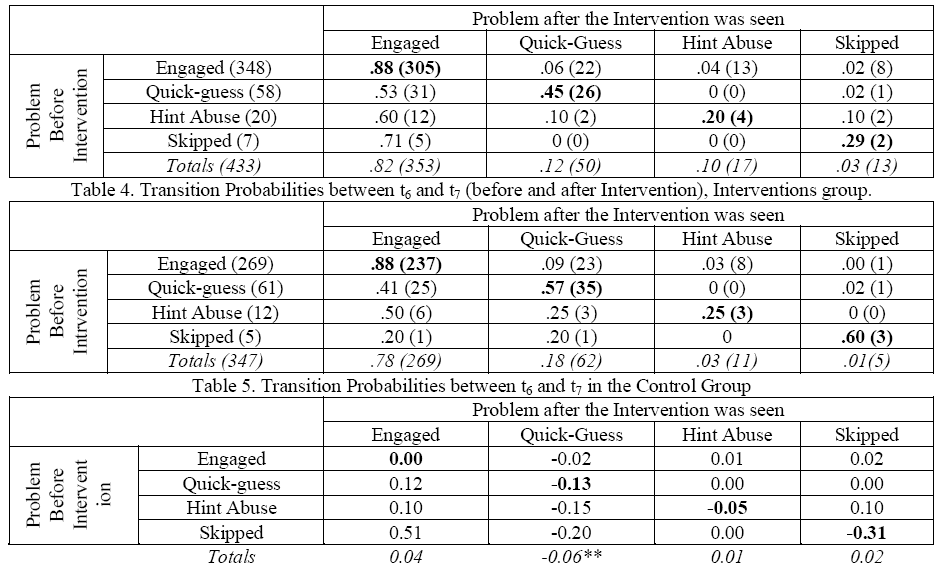 Problem after the Intervention was seen
Engaged Quick-Guess Hint Abuse Skipped
Problem Before Intervention
Engaged (348) .88 (305) .06 (22) .04 (13) .02 (8)
Quick-guess (58) .53 (31) .45 (26) 0 (0) .02 (1)
Hint Abuse (20) .60 (12) .10 (2) .20 (4) .10 (2)
Skipped (7) .71 (5) 0 (0) 0 (0) .29 (2)
Totals (433) .82 (353) .12 (50) .10 (17) .03 (13)
Table 4. Transition Probabilities between t6 and t7 (before and after Intervention), Interventions group.
Problem after the Intervention was seen
Engaged Quick-Guess Hint Abuse Skipped
Problem Before Intrvention
Engaged (269) .88 (237) .09 (23) .03 (8) .00 (1)
Quick-guess (61) .41 (25) .57 (35) 0 (0) .02 (1)
Hint Abuse (12) .50 (6) .25 (3) .25 (3) 0 (0)
Skipped (5) .20 (1) .20 (1) 0 .60 (3)
Totals (347) .78 (269) .18 (62) .03 (11) .01(5)
Table 5. Transition Probabilities between t6 and t7 in the Control Group
Problem after the Intervention was seen
Engaged Quick-Guess Hint Abuse Skipped
Problem Before Intervent ion
Engaged 0.00 -0.02 0.01 0.02
Quick-guess 0.12 -0.13 0.00 0.00
Hint Abuse 0.10 -0.15 -0.05 0.10
Skipped 0.51 -0.20 0.00 -0.31
Totals 0.04 -0.06** 0.01 0.02